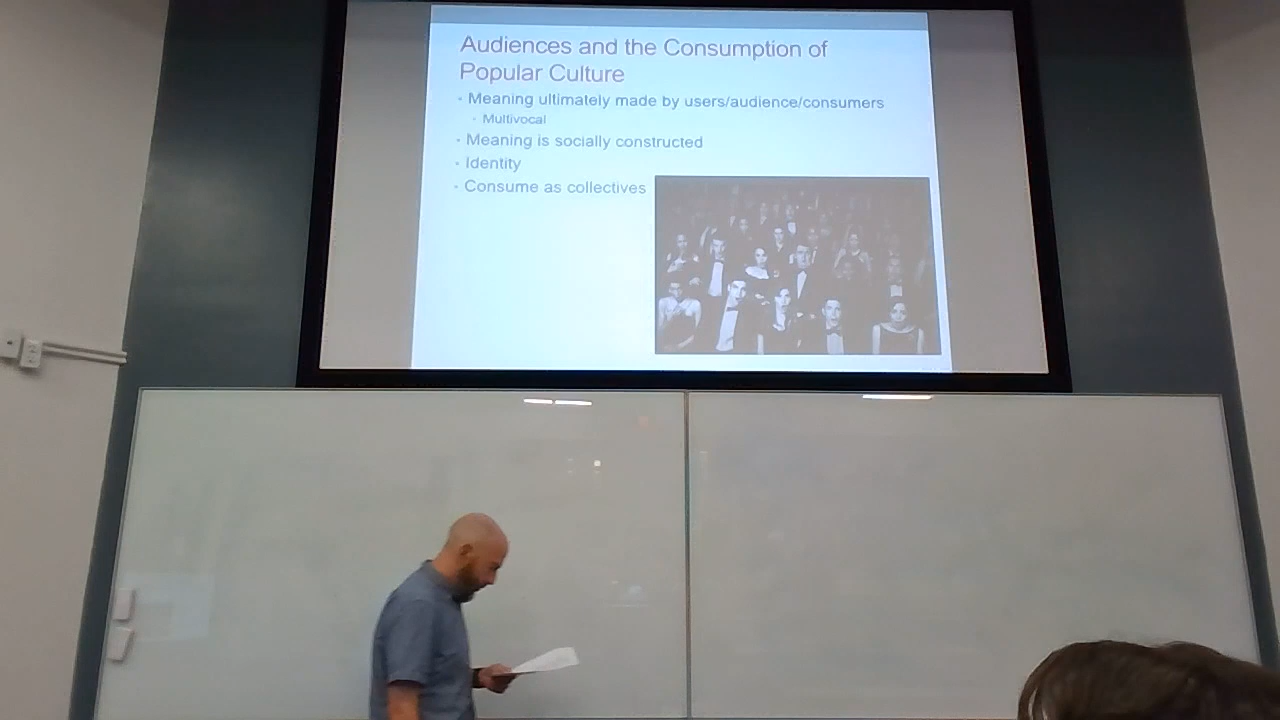 Audiences and the Consumption of
Popular Culture
• Meaning ultimately made by users/audience/consumers
• Multivocal
• Meaning is socially constructed
• Identity
• Consume as collectives